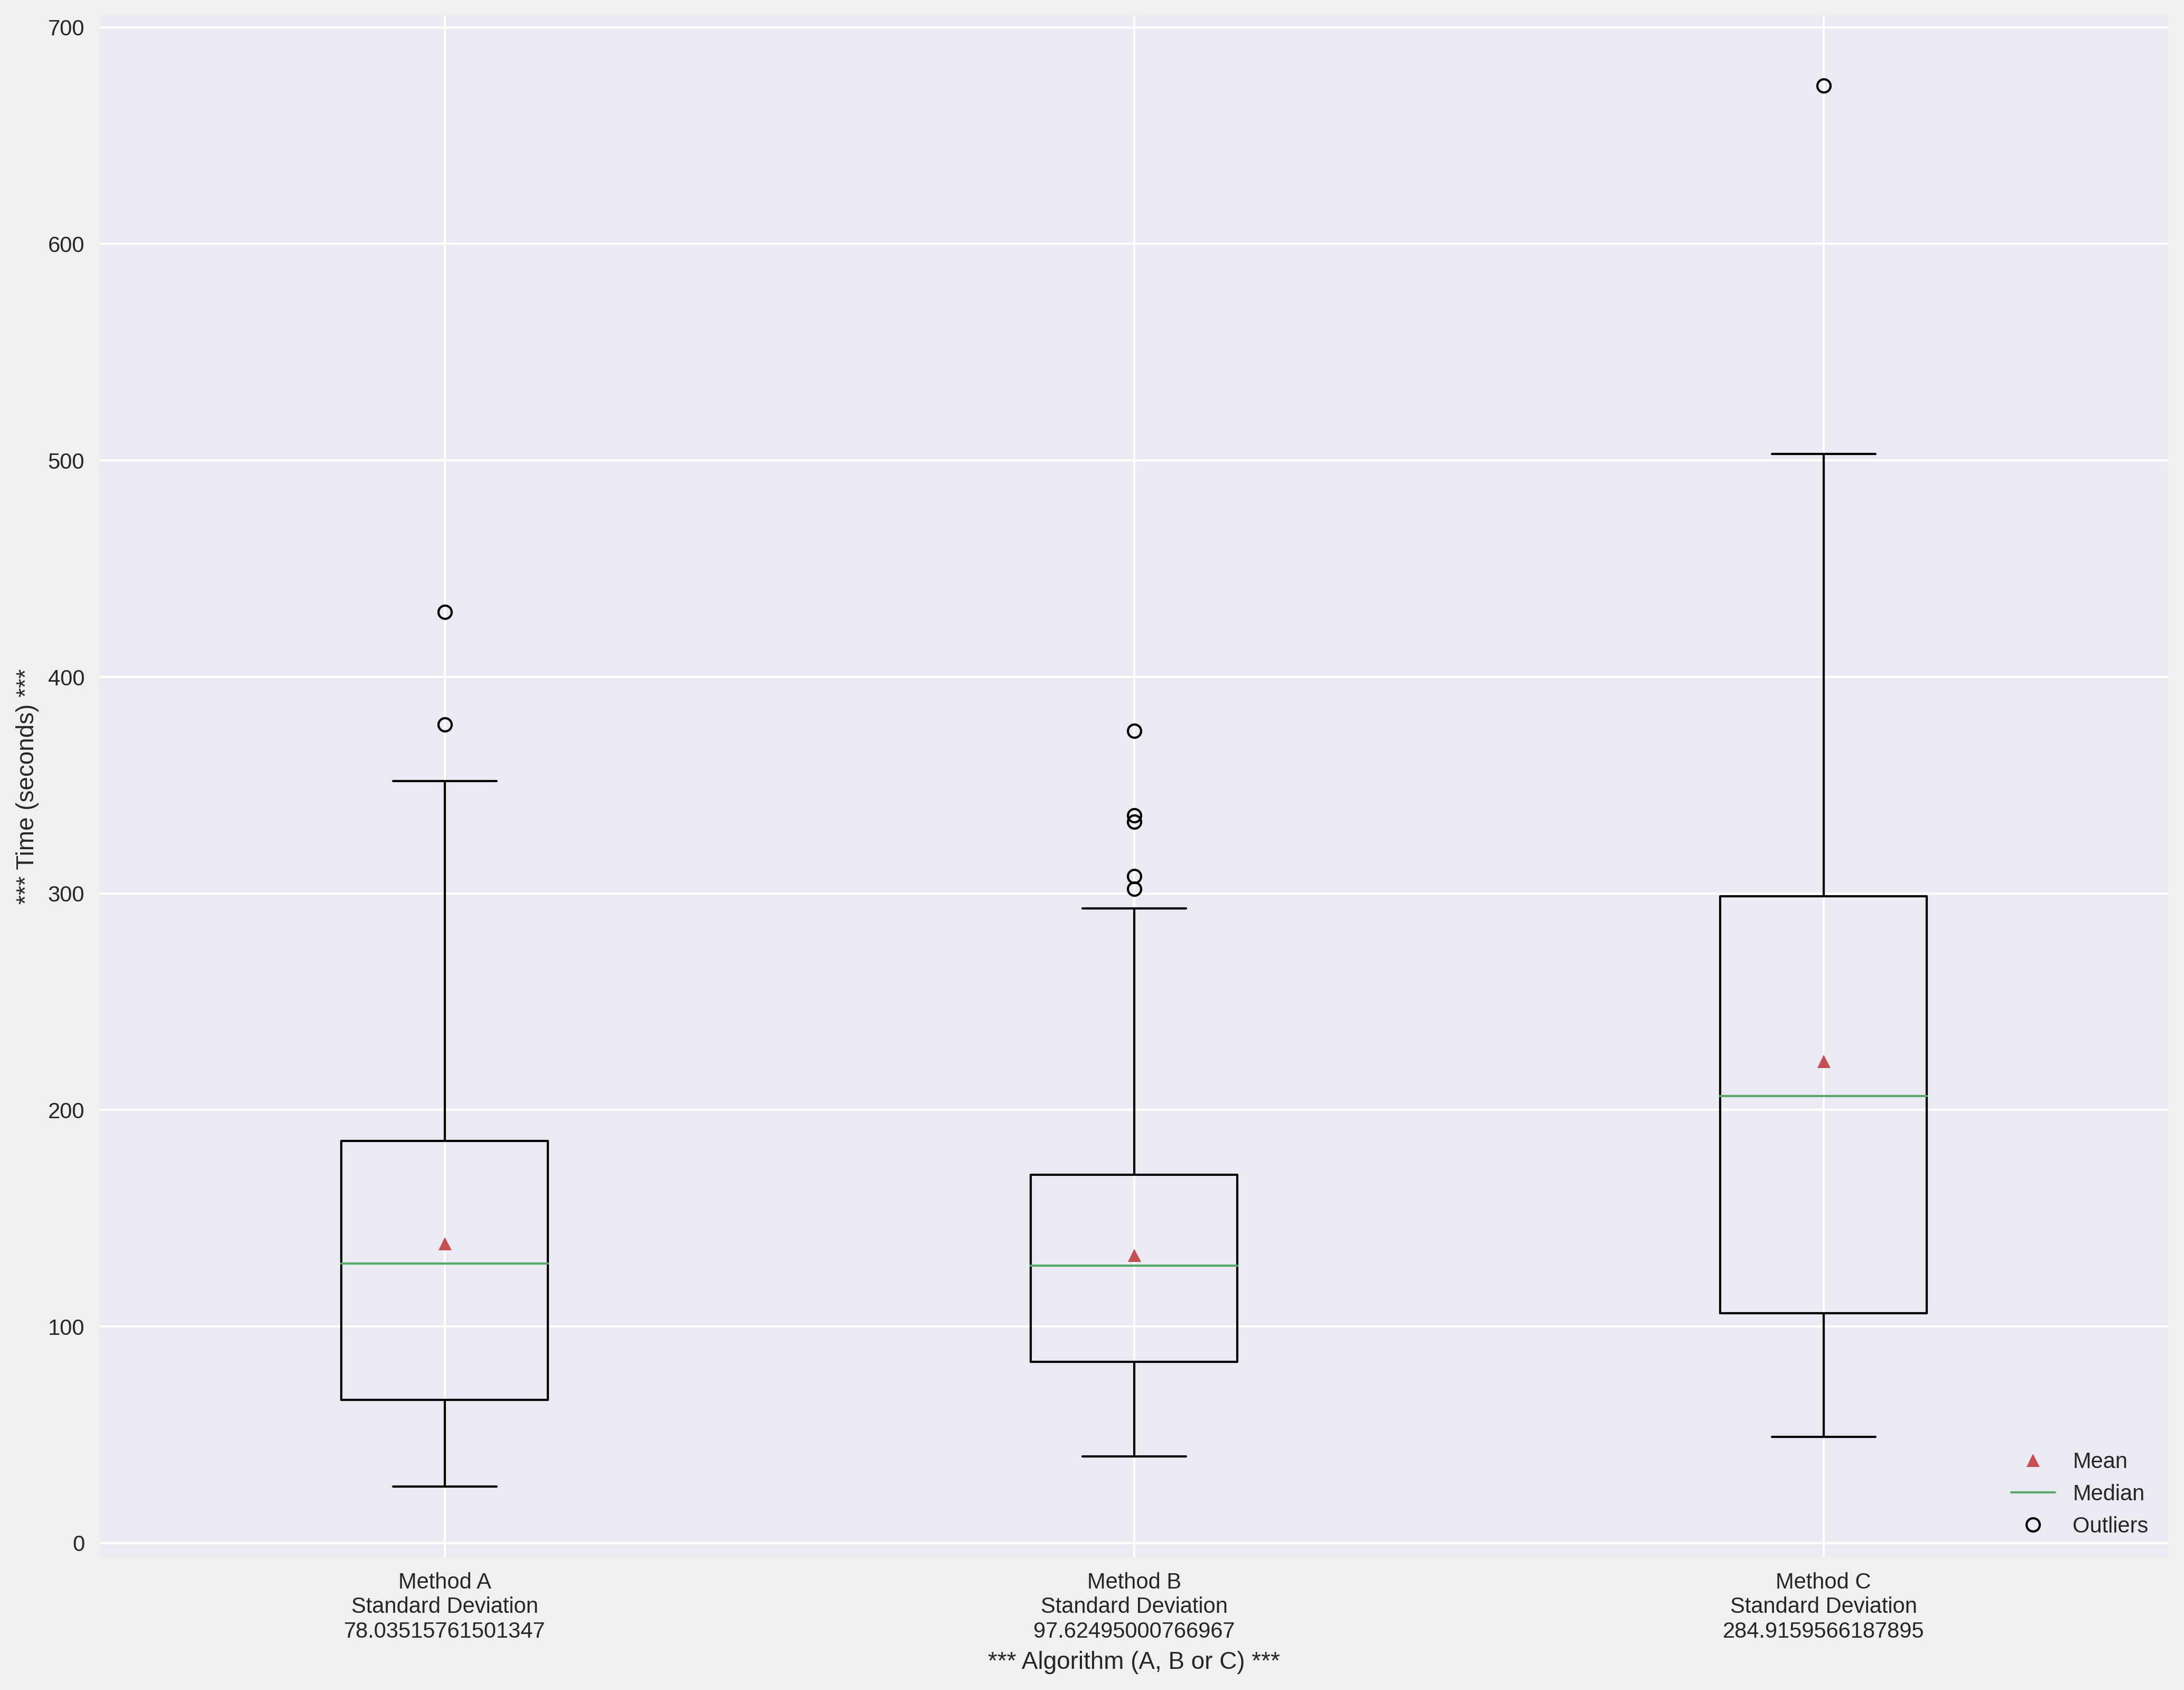 700
600
500
400
300
200
100
0
*** Time (seconds) ***
Mean
Median
Outliers
Method A
Standard Deviation
78.03515761501347
Method B
Standard Deviation
97.62495000766967
Method C
Standard Deviation
284.9159566187895
*** Algorithm (A, B or C) ***